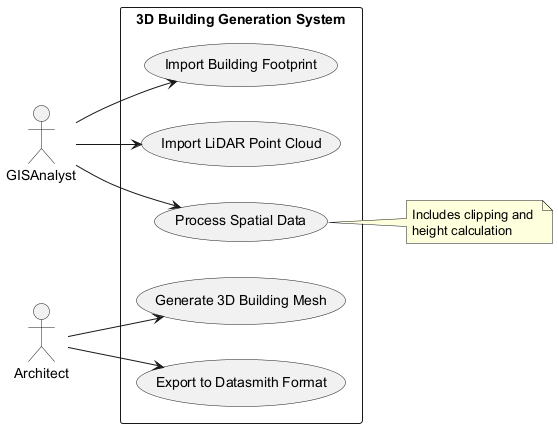 3D Building Generation System
Import Building Footprint
Import LiDAR Point Cloud
GISAnalyst
Process Spatial Data
Includes clipping and
height calculation
Generate 3D Building Mesh
Architect
Export to Datasmith Format